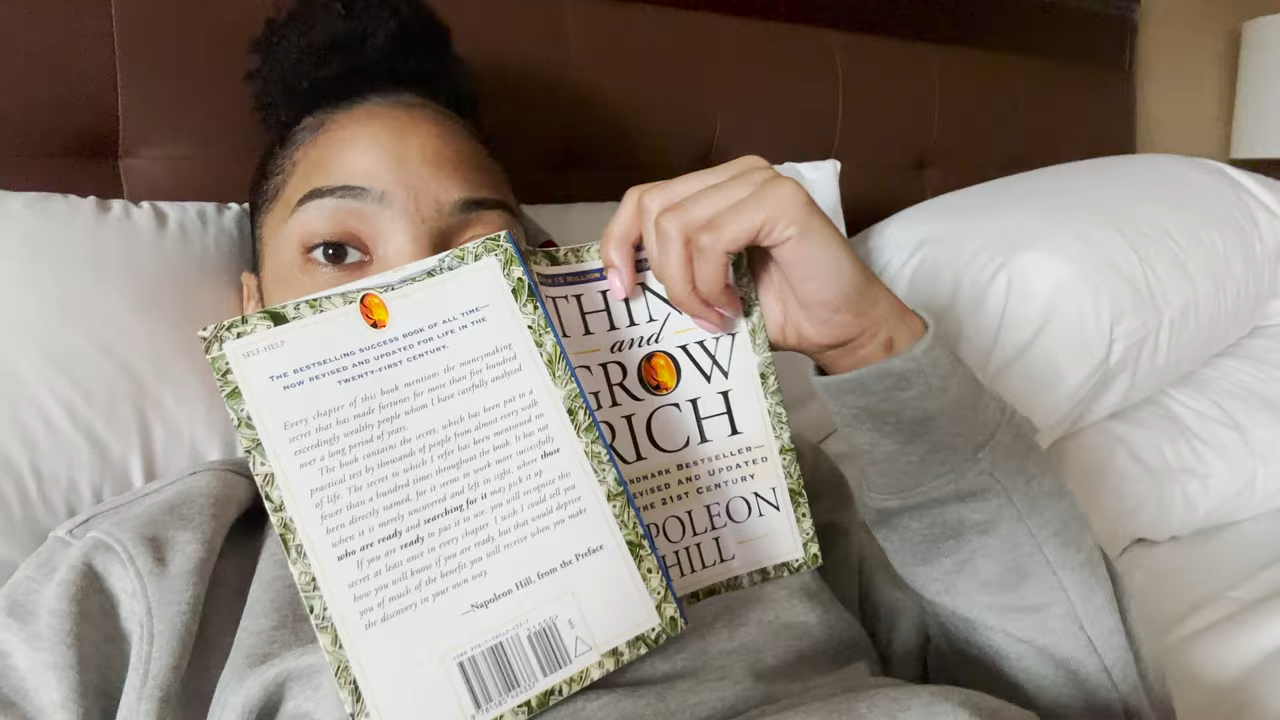 SELF-HELP
THE BESTSELLING SUCCESS BOOK OF ALL TIME—
NOW REVISED AND UPDATED FOR LIFE IN THE
TWENTY-FIRST CENTURY.
Every chapter of this book mentions the moneymaking
secret that has made fortunes for more than five hundred
exceedingly wealthy people whom I have carefully analyzed
over a long period of years.
The book contains the secret, which has been put to a
practical test by thousands of people from almost every walk
of life. The secret to which I refer has been mentioned no
fewer than a hundred times throughout the book. It has not
been directly named, for it seems to work more successfully
when it is merely uncovered and left in sight, where those
who are ready and searching for it may pick it up.
If you are ready to put it to use, you will recognize this
secret at least once in every chapter. I wish I could tell you
how you will know if you are ready, but that would deprive
you of much of the benefit you will receive when you make
the discovery in your own way.
—Napoleon Hill, from the Preface
15 MILLION
THIN
and
GROW
RICH
NDMARK BESTSELLER—
EVISED AND UPDATED
THE 21ST CENTURY
POLEON
HILL